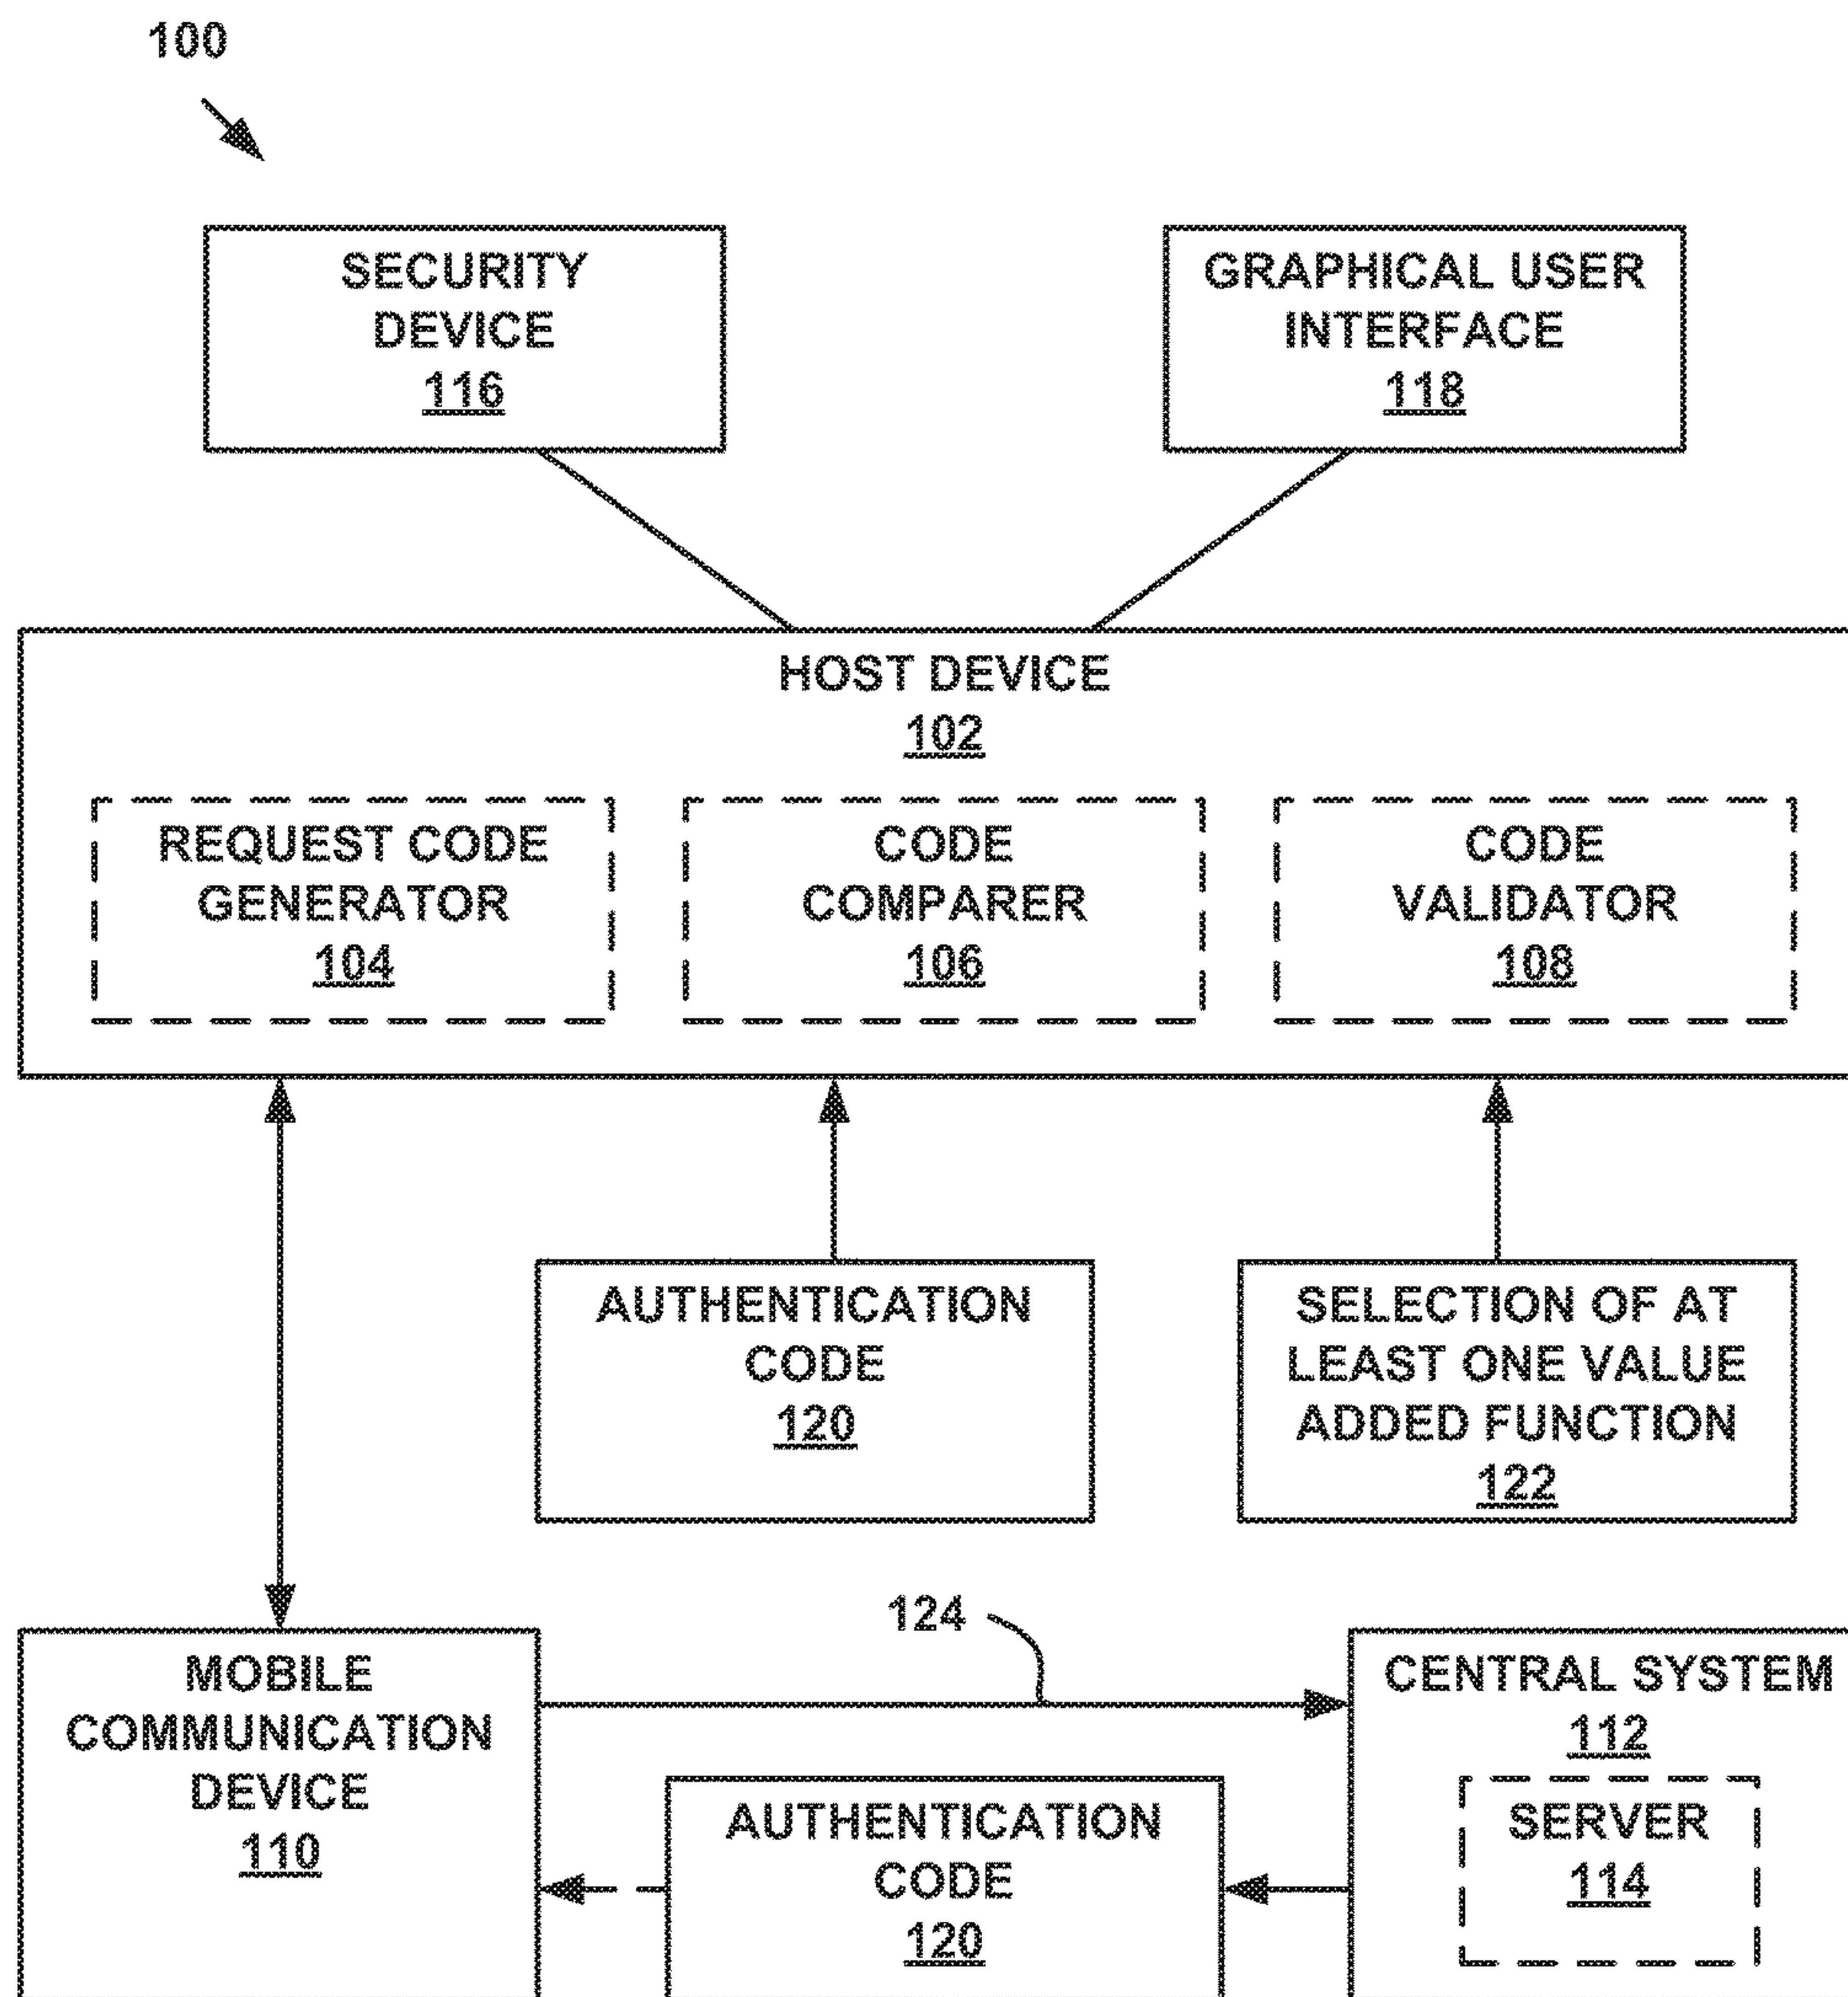 100
SECURITY
DEVICE
116
GRAPHICAL USER
INTERFACE
118
HOST DEVICE
102
REQUEST CODE
GENERATOR
104
CODE
COMPARER
106
CODE
VALIDATOR
108
AUTHENTICATION
CODE
120
SELECTION OF AT
LEAST ONE VALUE
ADDED FUNCTION
122
MOBILE
COMMUNICATION
DEVICE
110
124
AUTHENTICATION
CODE
120
CENTRAL SYSTEM
112
SERVER
114